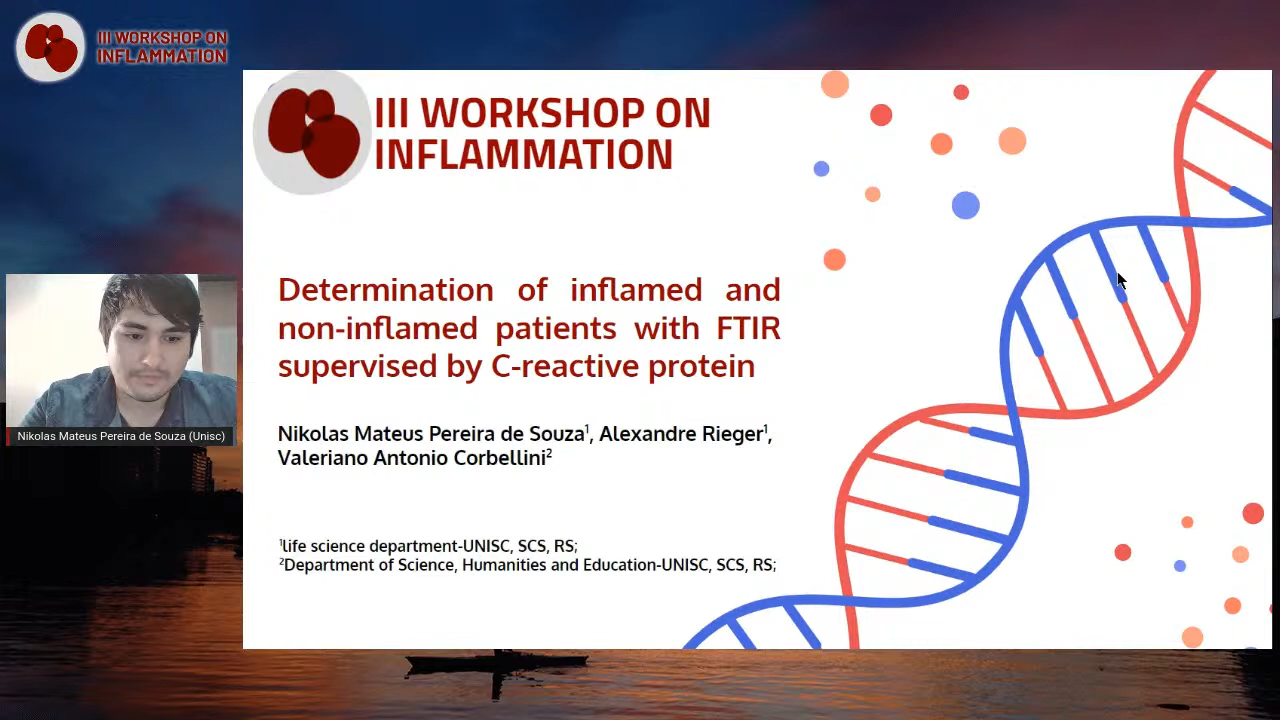 III WORKSHOP ON
INFLAMMATION
III WORKSHOP ON
INFLAMMATION
Determination of inflamed and
non-inflamed patients with FTIR
supervised by C-reactive protein
Nikolas Mateus Pereira de Souza¹, Alexandre Rieger¹,
Valeriano Antonio Corbellini²
¹life science department-UNISC, SCS, RS;
²Department of Science, Humanities and Education-UNISC, SCS, RS;
Nikolas Mateus Pereira de Souza (Unisc)